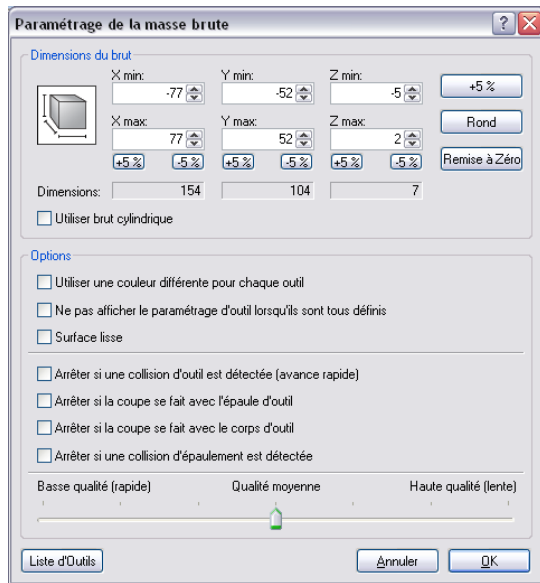 Paramétrage de la masse brute
Dimensions du brut
X min: Y min: Z min
-77 -52 -5 +5 %
X max: Y max: Z max: Rond
77 52 2
+5 % -5 % +5 % -5 % +5 % -5 % Remise à Zéro
Dimensions: 154 104 7
Utiliser brut cylindrique
Options
Utiliser une couleur différente pour chaque outil
Ne pas afficher le paramétrage d'outil lorsqu'ils sont tous définis
Surface lisse
Arrêter si une collision d'outil est détectée (avance rapide)
Arrêter si la coupe se fait avec l'épaule d'outil
Arrêter si la coupe se fait avec le corps d'outil
Arrêter si une collision d'épaulement est détectée
Basse qualité (rapide) Qualité moyenne Haute qualité (lente)
Liste d'Outils Annuler OK